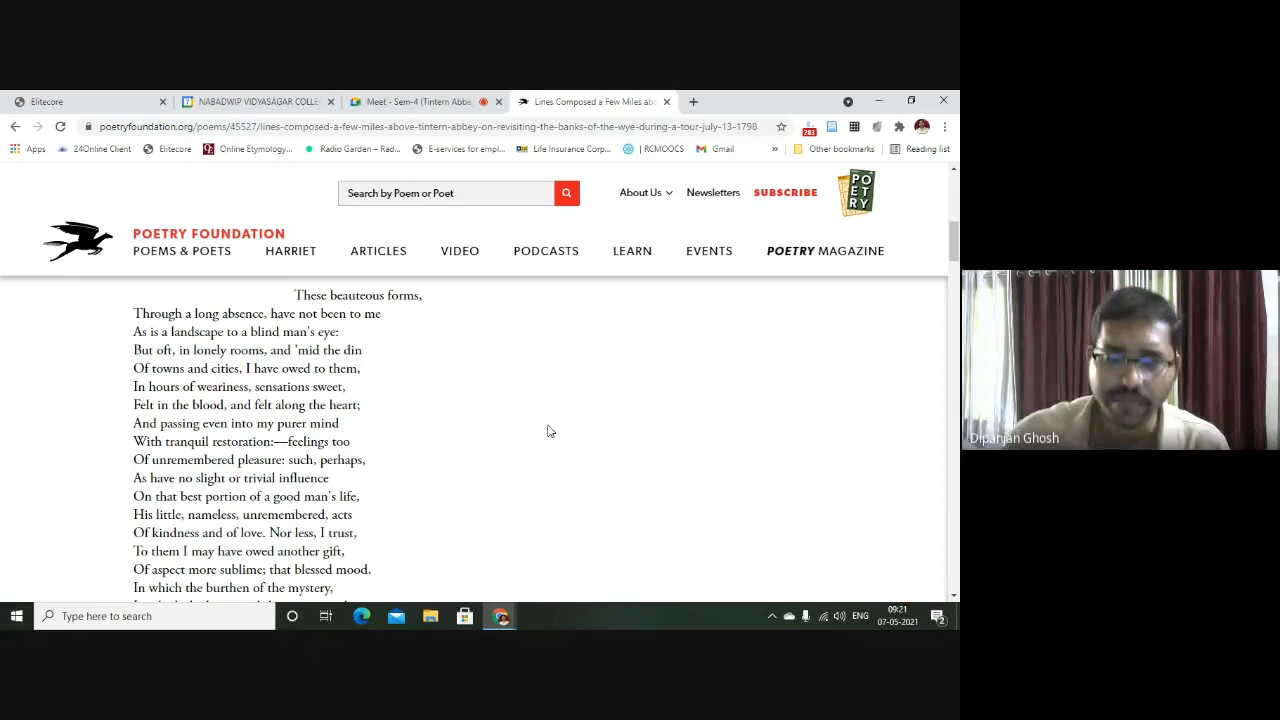 Elitecore
NABADWIP VIDYASAGAR COLLE
Meet - Sem-4 (Tintern Abbe
Lines Composed a Few Miles abo
poetryfoundation.org/poems/45527/lines-composed-a-few-miles-above-tintern-abbey-on-revisiting-the-banks-of-the-wye-during-a-tour-july-13-1798
283
Apps
24Online Client
Elitecore
Online Etymology...
Radio Garden – Rad...
E-services for empl...
Life Insurance Corp...
| RCMOOCS
Gmail
»
Other bookmarks
Reading list
Search by Poem or Poet
About Us
Newsletters
SUBSCRIBE
PO
ET
RY
POETRY FOUNDATION
POEMS & POETS
HARRIET
ARTICLES
VIDEO
PODCASTS
LEARN
EVENTS
POETRY MAGAZINE
These beauteous forms,
Through a long absence, have not been to me
As is a landscape to a blind man's eye:
But oft, in lonely rooms, and 'mid the din
Of towns and cities, I have owed to them,
In hours of weariness, sensations sweet,
Felt in the blood, and felt along the heart;
And passing even into my purer mind
With tranquil restoration:—feelings too
Of unremembered pleasure: such, perhaps,
As have no slight or trivial influence
On that best portion of a good man's life,
His little, nameless, unremembered, acts
Of kindness and of love. Nor less, I trust,
To them I may have owed another gift,
Of aspect more sublime; that blessed mood,
In which the burthen of the mystery,
Dipanjan Ghosh
Type here to search
ENG
09:21
07-05-2021
2